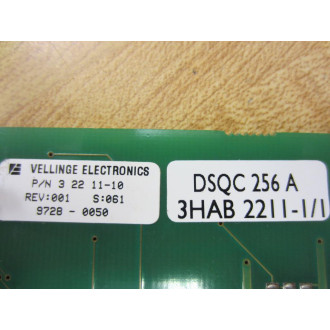 VELLINGE ELECTRONICS
P/N 3 22 11-10
REV:001 S:061
9728 - 0050
DSQC 256 A
3HAB 2211-1/1